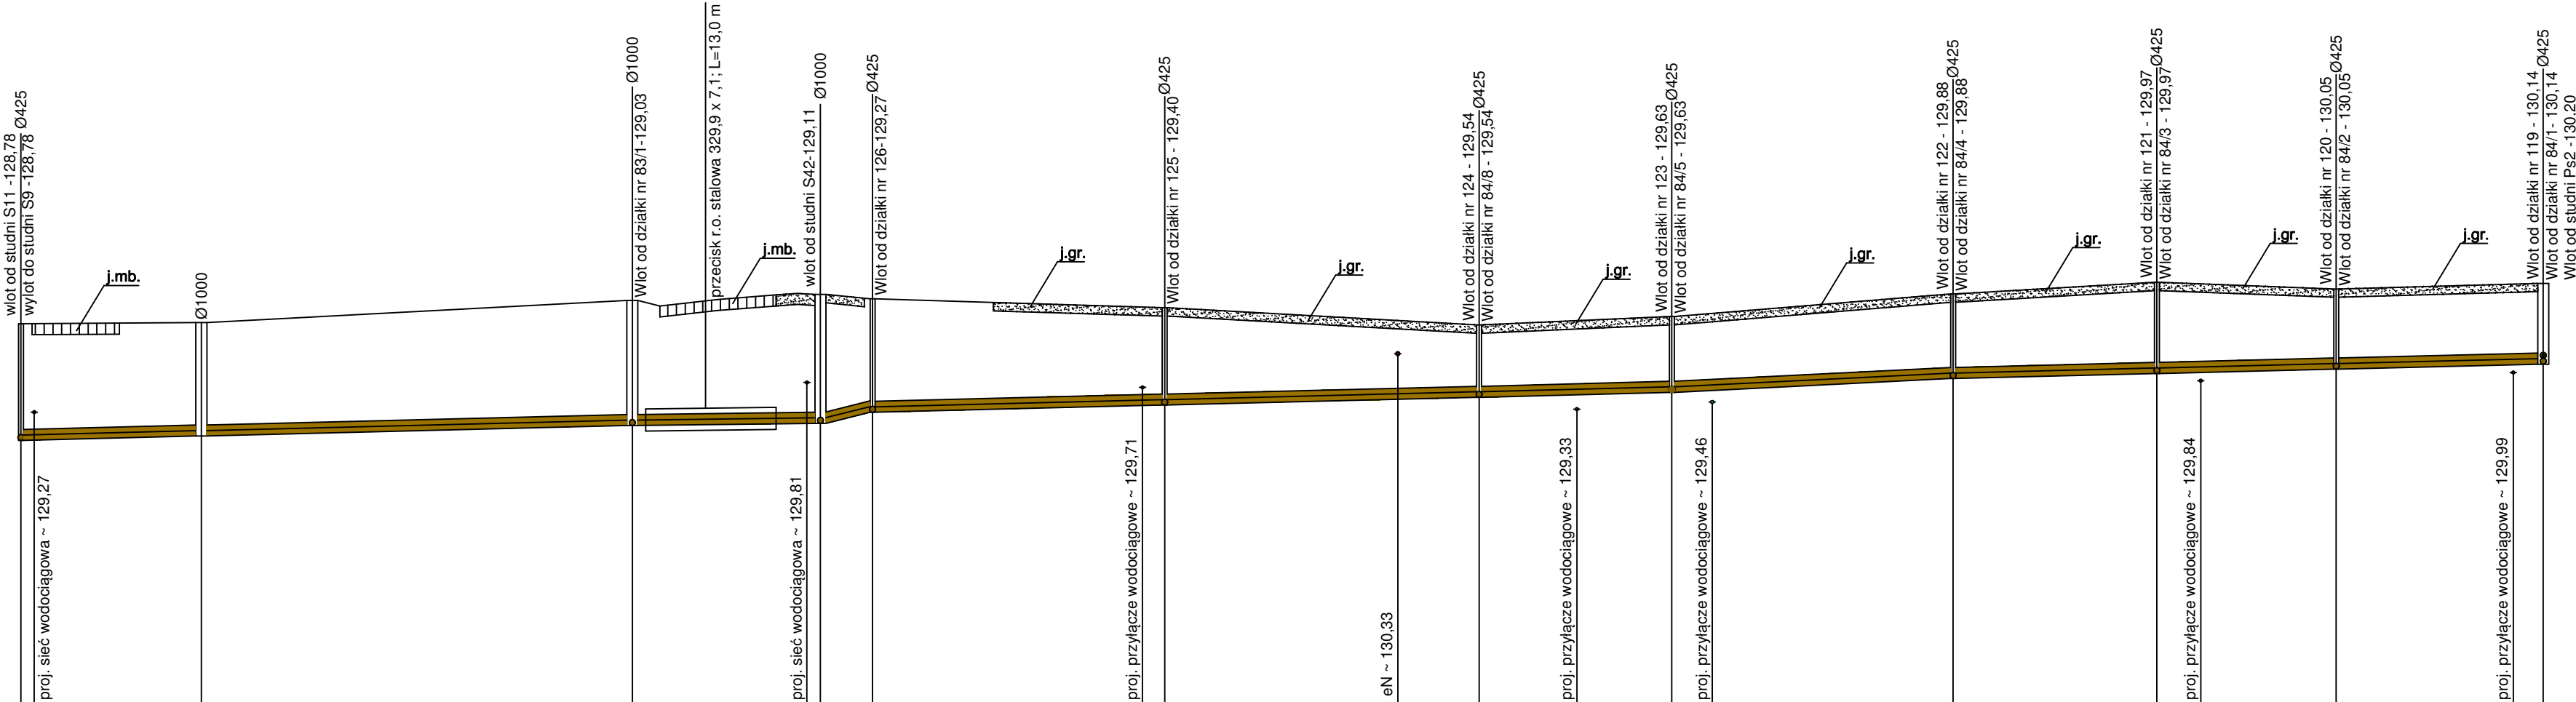 wlot od studni S11 -128,78
wylot do studni S9 -128,78
Ø425
j.mb.
Ø1000
Ø1000
Wlot od działki nr 83/1-129,03
przecisk r.o. stalowa 329,9 x 7,1; L=13,0 m
j.mb.
wlot od studni S42-129,11
Ø1000
Ø425
Wlot od działki nr 126-129,27
j.gr.
Ø425
Wlot od działki nr 125 - 129,40
j.gr.
Wlot od działki nr 124 - 129,54
Ø425
Wlot od działki nr 84/8 - 129,54
j.gr.
Wlot od działki nr 123 - 129,63
Ø425
Wlot od działki nr 84/5 - 129,63
j.gr.
Wlot od działki nr 122 - 129,88
Ø425
Wlot od działki nr 84/4 - 129,88
j.gr.
Wlot od działki nr 121 - 129,97
Ø425
Wlot od działki nr 84/3 - 129,97
j.gr.
Wlot od działki nr 120 - 130,05
Ø425
Wlot od działki nr 84/2 - 130,05
j.gr.
Wlot od działki nr 119 - 130,14
Ø425
Wlot od działki nr 84/1- 130,14
Wlot od studni Ps2 -130,20
proj. sieć wodociągowa ~ 129,27
proj. sieć wodociągowa ~ 129,81
proj. przyłącze wodociągowe ~ 129,71
eN ~ 130,33
proj. przyłącze wodociągowe ~ 129,33
proj. przyłącze wodociągowe ~ 129,46
proj. przyłącze wodociągowe ~ 129,84
proj. przyłącze wodociągowe ~ 129,99